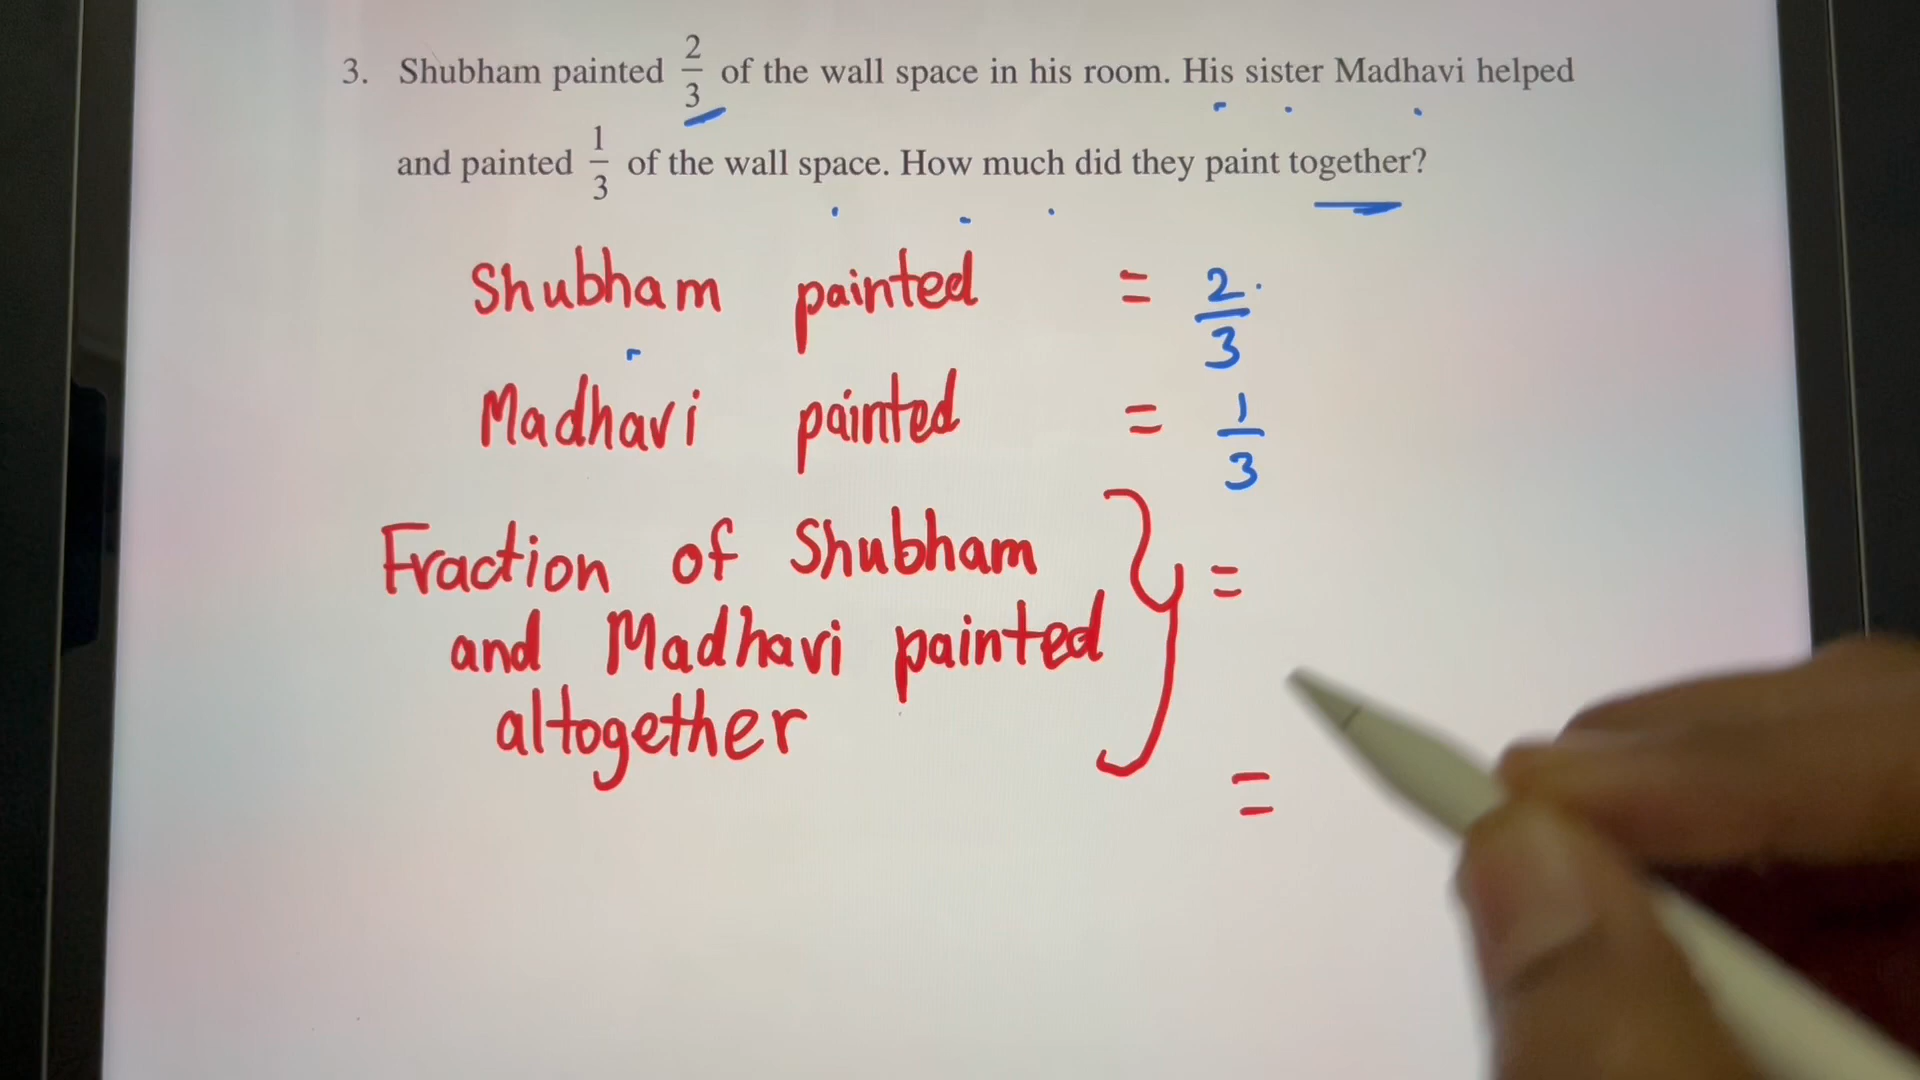 3. Shubham painted 2/3 of the wall space in his room. His sister Madhavi helped
and painted 1/3 of the wall space. How much did they paint together?
Shubham painted = 2/3
Madhavi painted = 1/3
Fraction of Shubham
and Madhavi painted } =
altogether
=